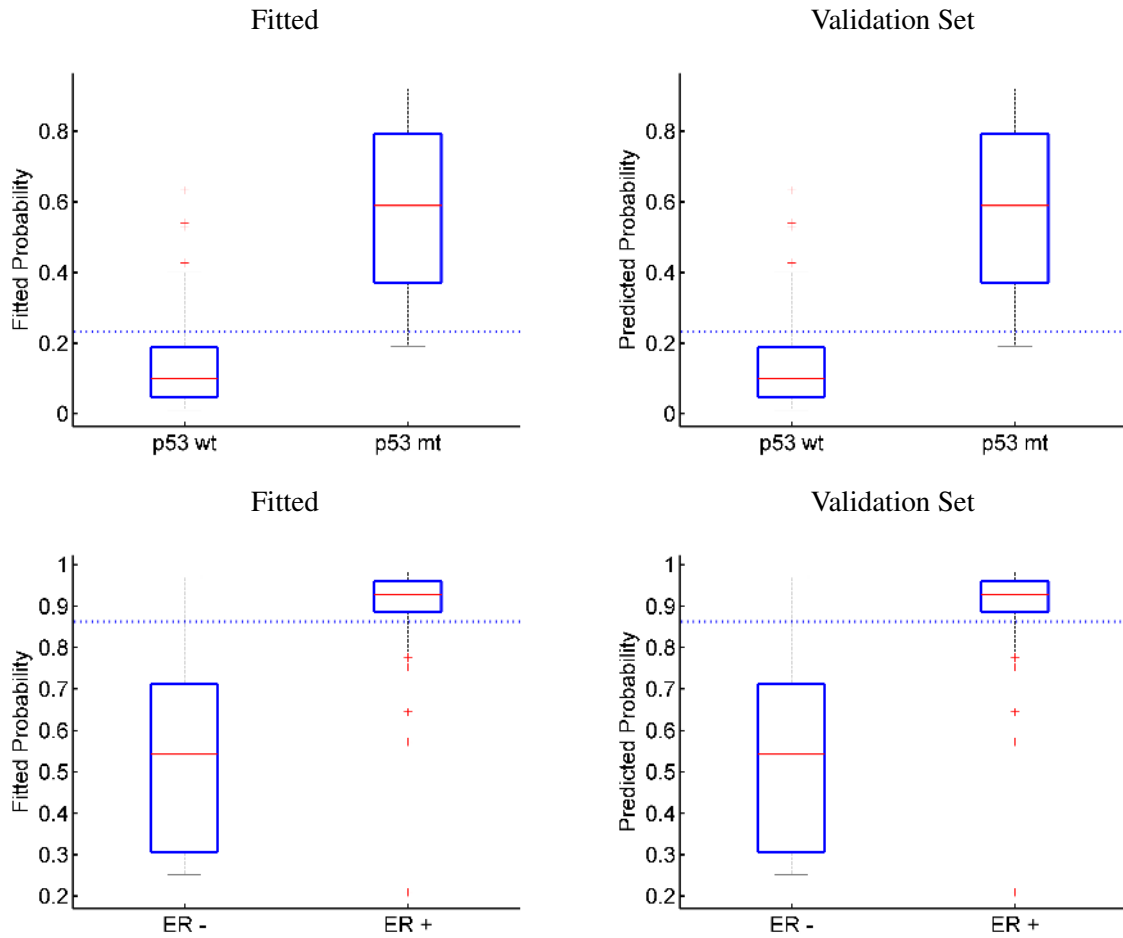 Fitted
Validation Set
Fitted Probability
0.8
0.6
0.4
0.2
0
p53 wt
p53 mt
Predicted Probability
0.8
0.6
0.4
0.2
0
p53 wt
p53 mt
Fitted
Validation Set
Fitted Probability
1
0.9
0.8
0.7
0.6
0.5
0.4
0.3
0.2
ER -
ER +
Predicted Probability
1
0.9
0.8
0.7
0.6
0.5
0.4
0.3
0.2
ER -
ER +